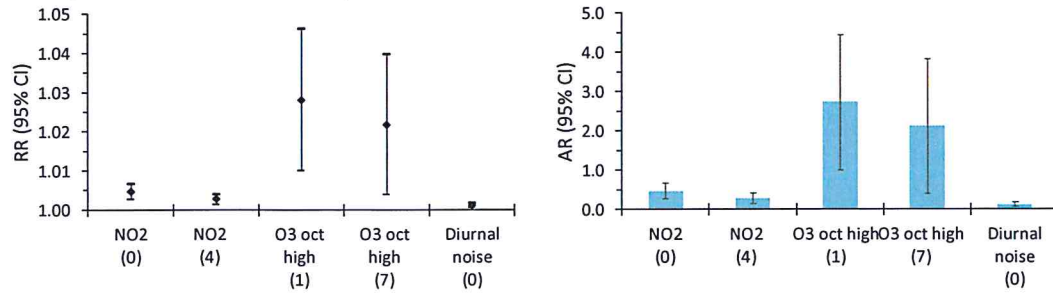 RR (95% CI)
1.05
1.04
1.03
1.02
1.01
1.00
NO2 NO2 O3 oct O3 oct Diurnal
(0) (4) high high noise
(1) (7) (0)
AR (95% CI)
5.0
4.0
3.0
2.0
1.0
0.0
NO2 NO2 O3 oct high O3 oct high Diurnal
(0) (4) (1) (7) noise
(0)